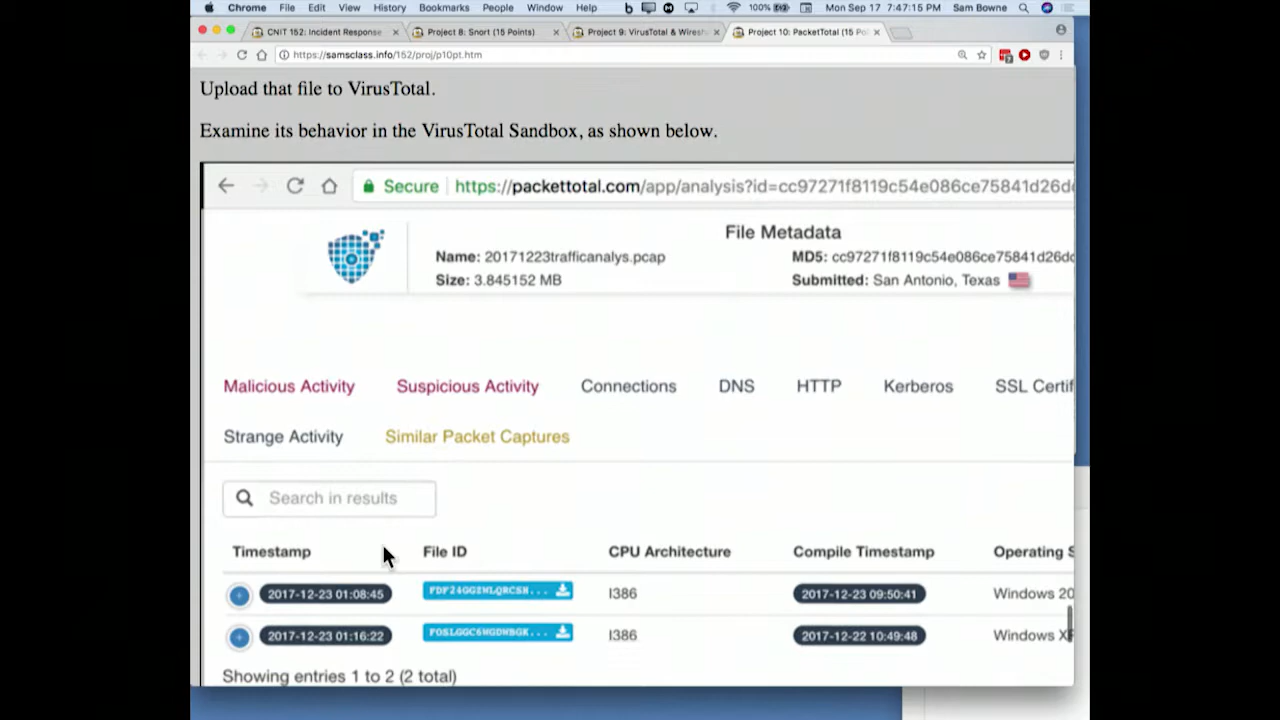 Chrome File Edit View History Bookmarks People Window Help 100% Mon Sep 17 7:47:15 PM Sam Bowne
CNIT 152: Incident Response × Project 8: Snort (15 Points) × Project 9: VirusTotal & Wiresh × Project 10: PacketTotal (15 Poi ×
https://samsclass.info/152/proj/p10pt.htm
Upload that file to VirusTotal.
Examine its behavior in the VirusTotal Sandbox, as shown below.
Secure https://packettotal.com/app/analysis?id=cc97271f8119c54e086ce75841d26d
File Metadata
Name: 20171223trafficanalys.pcap MD5: cc97271f8119c54e086ce75841d26d
Size: 3.845152 MB Submitted: San Antonio, Texas
Malicious Activity Suspicious Activity Connections DNS HTTP Kerberos SSL Certif
Strange Activity Similar Packet Captures
Search in results
Timestamp File ID CPU Architecture Compile Timestamp Operating S
2017-12-23 01:08:45 I386 2017-12-23 09:50:41 Windows 20
2017-12-23 01:16:22 I386 2017-12-22 10:49:48 Windows XP
Showing entries 1 to 2 (2 total)